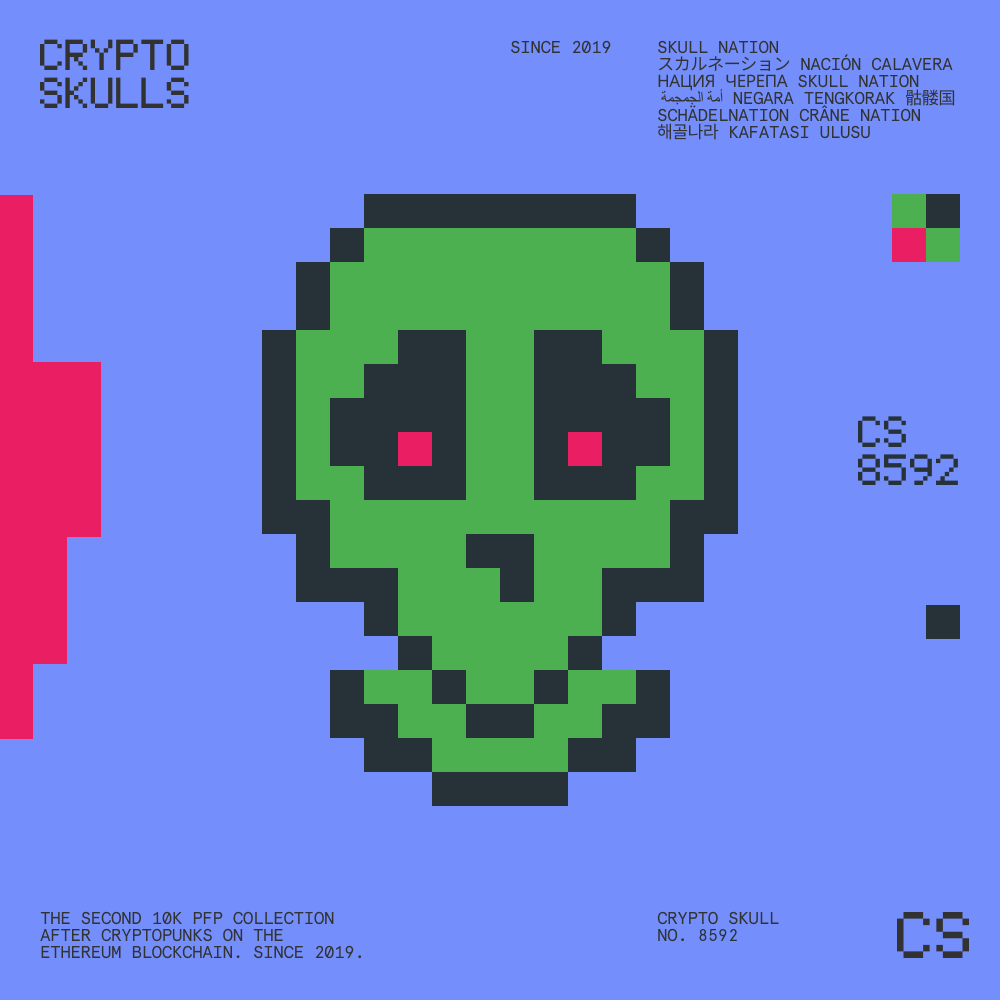 CRYPTO
SKULLS
SINCE 2019
SKULL NATION
スカルネーション NACIÓN CALAVERA
НАЦИЯ ЧЕРЕПА SKULL NATION
أمة الجمجمة NEGARA TENGKORAK 骷髅国
SCHÄDELNATION CRÂNE NATION
해골나라 KAFATASI ULUSU
CS
8592
THE SECOND 10K PFP COLLECTION
AFTER CRYPTOPUNKS ON THE
ETHEREUM BLOCKCHAIN. SINCE 2019.
CRYPTO SKULL
NO. 8592
CS